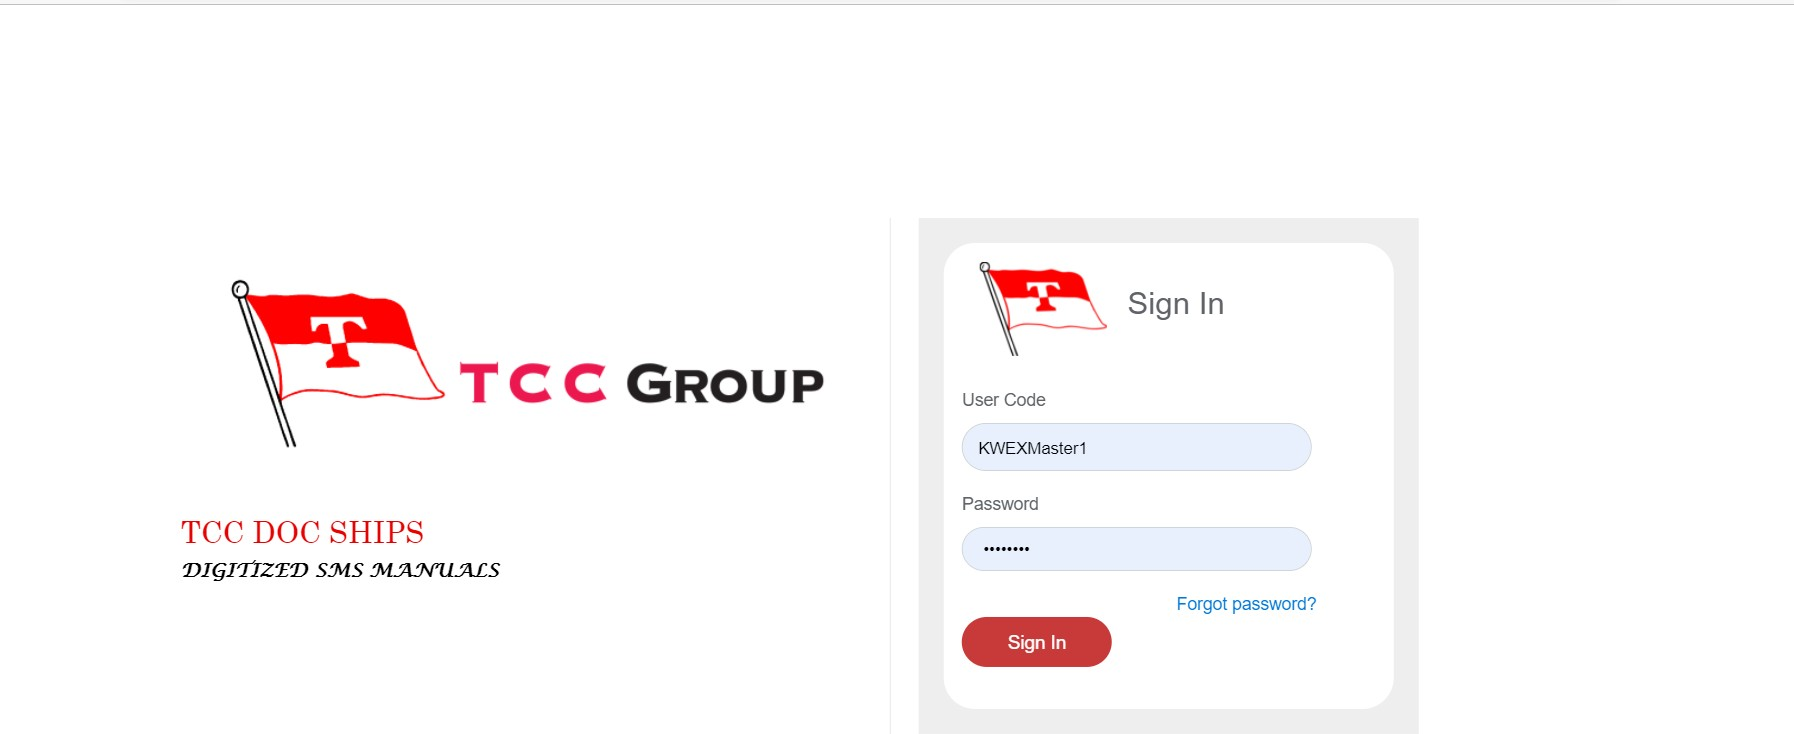 T
TCC GROUP
TCC DOC SHIPS
DIGITIZED SMS MANUALS
T
Sign In
User Code
KWEXMaster1
Password
••••••••
Forgot password?
Sign In